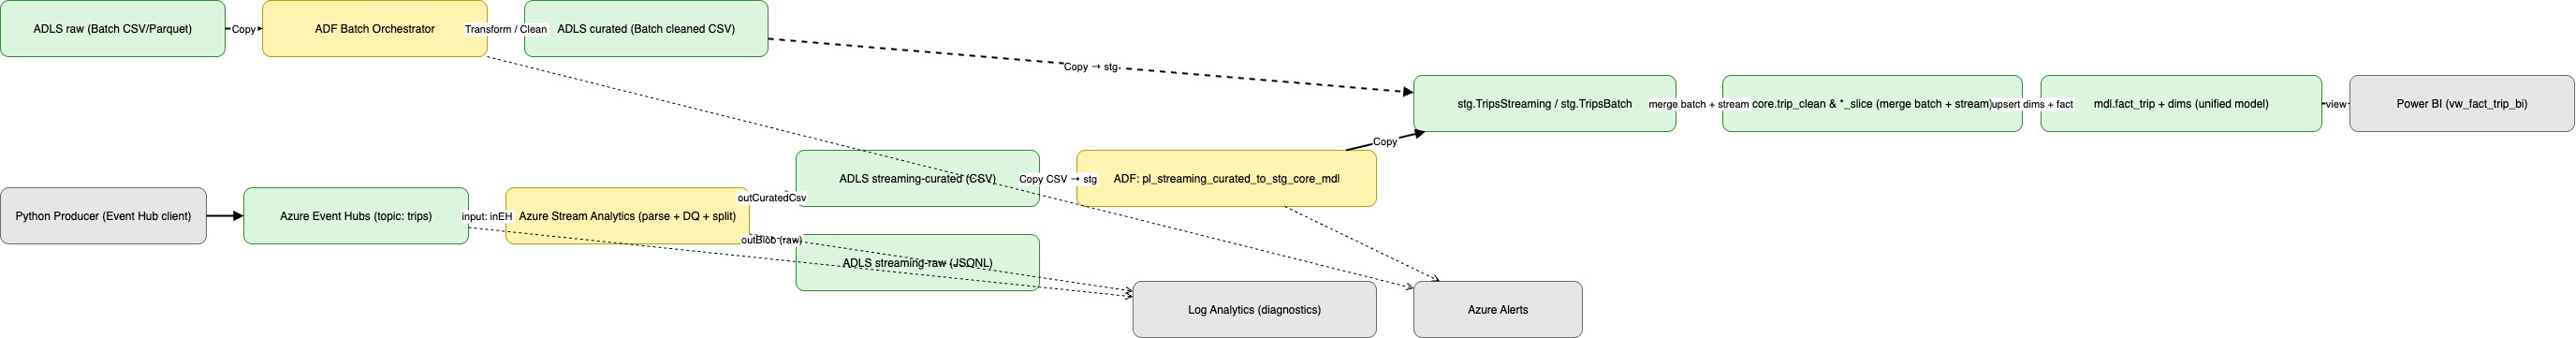 ADLS raw (Batch CSV/Parquet)
Copy
ADF Batch Orchestrator
Transform / Clean
ADLS curated (Batch cleaned CSV)
Copy → stg
stg.TripsStreaming / stg.TripsBatch
merge batch + stream
core.trip_clean & *_slice (merge batch + stream)
upsert dims + fact
mdl.fact_trip + dims (unified model)
view
Power BI (vw_fact_trip_bi)
Copy
ADLS streaming-curated (CSV)
Copy CSV → stg
ADF: pl_streaming_curated_to_stg_core_mdl
outCuratedCsv
Python Producer (Event Hub client)
Azure Event Hubs (topic: trips)
input: inEH
Azure Stream Analytics (parse + DQ + split)
outBlob (raw)
ADLS streaming-raw (JSONL)
Log Analytics (diagnostics)
Azure Alerts